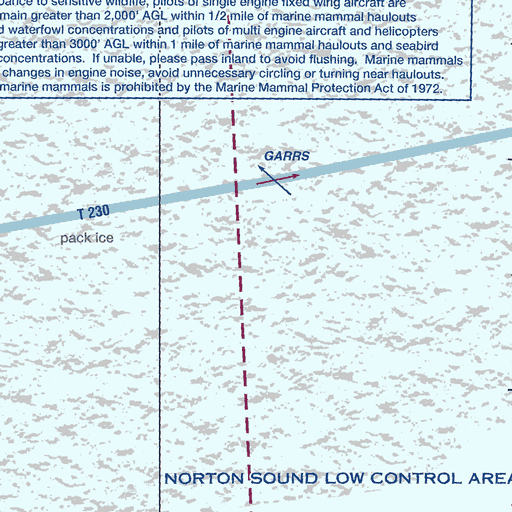 bance to sensitive wildlife, pilots of single engine fixed wing aircraft are
main greater than 2,000' AGL within 1/2 mile of marine mammal haulouts
d waterfowl concentrations and pilots of multi engine aircraft and helicopters
greater than 3000' AGL within 1 mile of marine mammal haulouts and seabird
concentrations. If unable, please pass inland to avoid flushing. Marine mammals
changes in engine noise, avoid unnecessary circling or turning near haulouts.
marine mammals is prohibited by the Marine Mammal Protection Act of 1972.
GARRS
T 230
pack ice
NORTON SOUND LOW CONTROL AREA